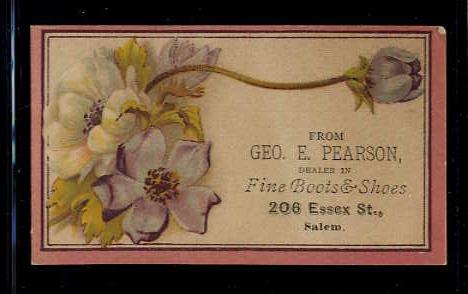 FROM
GEO. E. PEARSON,
DEALER IN
Fine Boots & Shoes
206 Essex St.,
Salem.